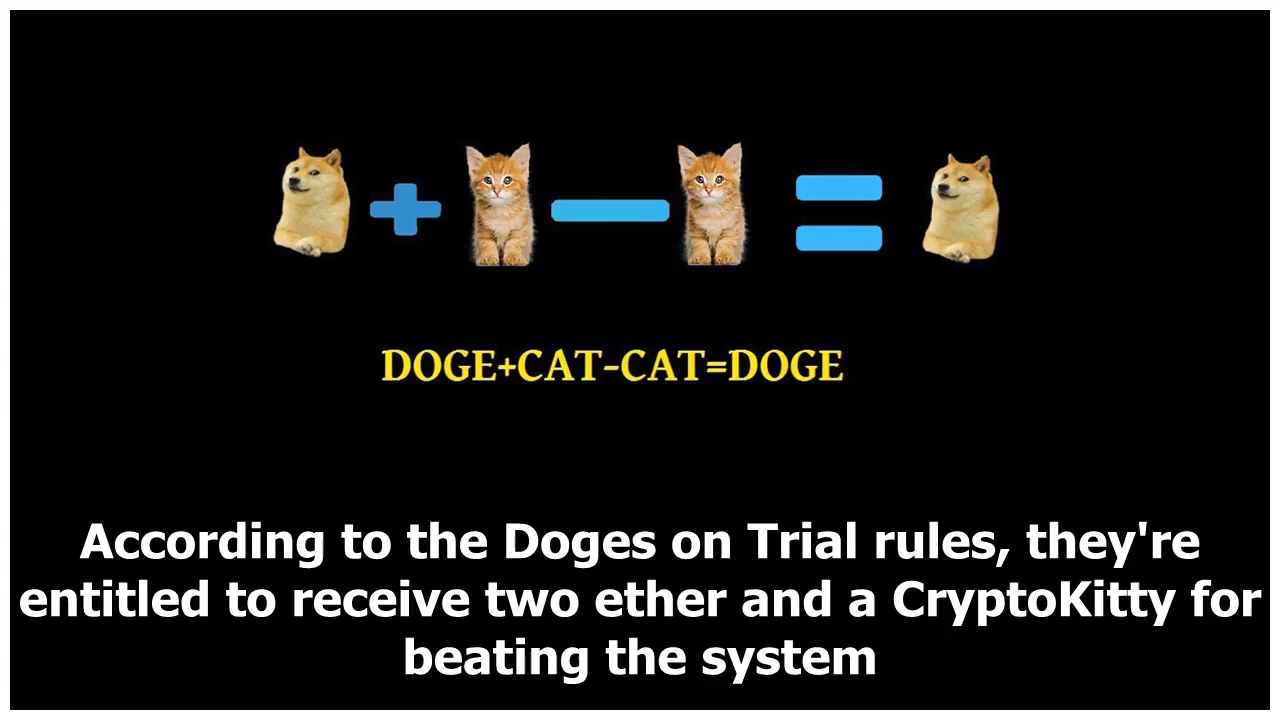 DOGE+CAT-CAT=DOGE
According to the Doges on Trial rules, they're
entitled to receive two ether and a CryptoKitty for
beating the system